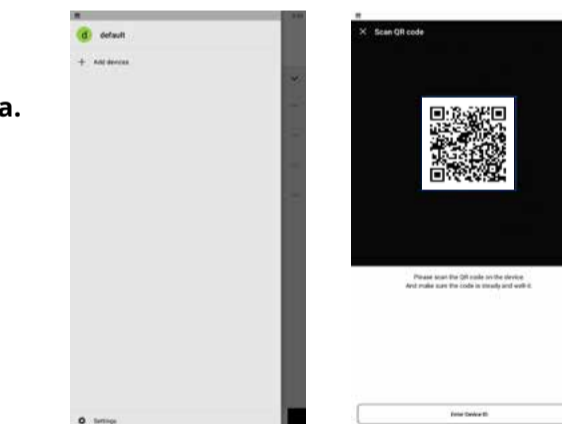 a.
d default
+ Add devices
Settings
× Scan QR code
Please scan the QR code on the device.
And make sure the code is steady and well-li
Enter Device ID